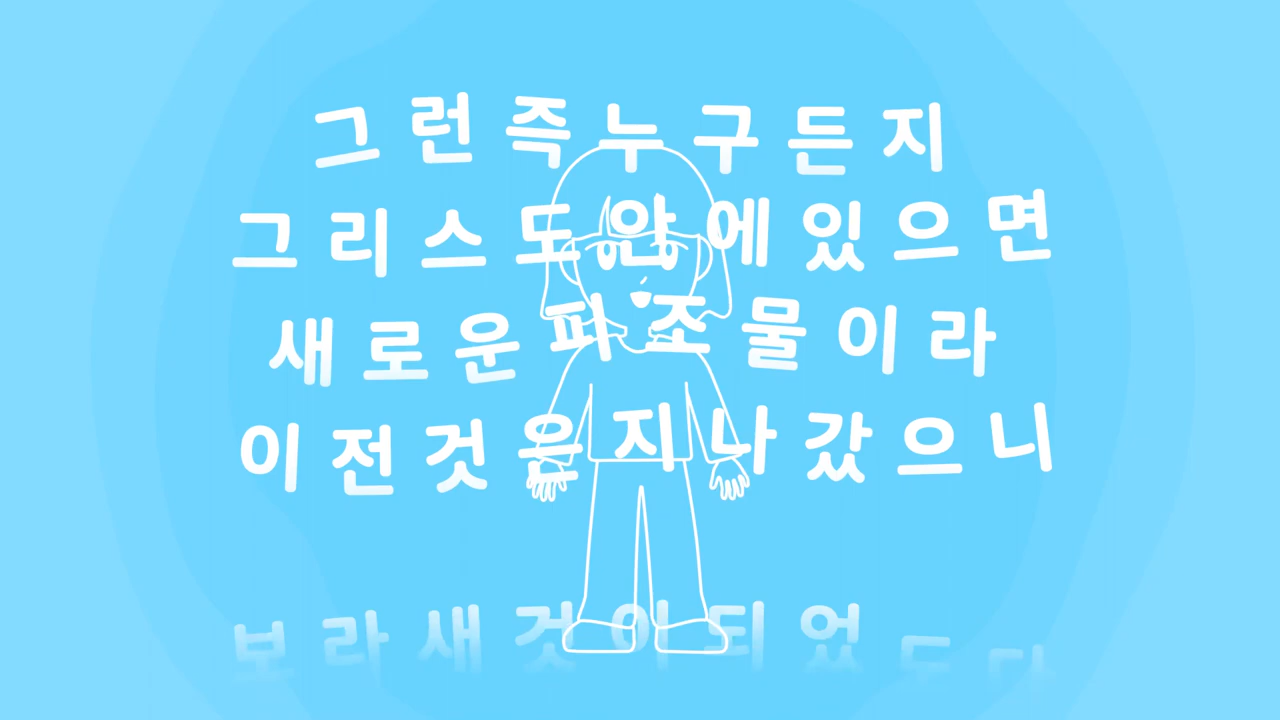 그런즉누구든지
그리스도안에있으면
새로운피조물이라
이전것은지나갔으니
보라새것이되었도다